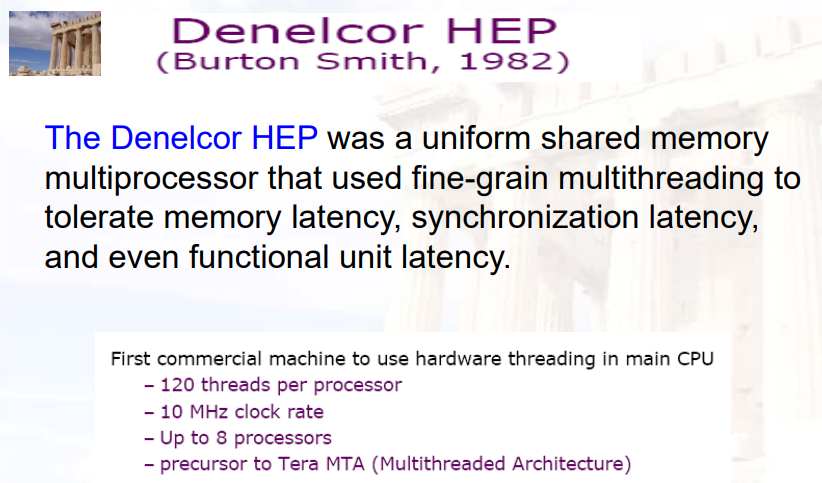 Denelcor HEP
(Burton Smith, 1982)
The Denelcor HEP was a uniform shared memory
multiprocessor that used fine-grain multithreading to
tolerate memory latency, synchronization latency,
and even functional unit latency.
First commercial machine to use hardware threading in main CPU
– 120 threads per processor
– 10 MHz clock rate
– Up to 8 processors
– precursor to Tera MTA (Multithreaded Architecture)